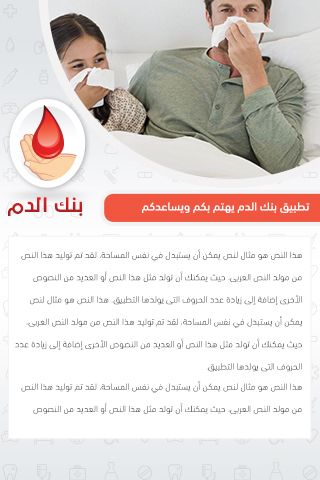 بنك الدم
تطبيق بنك الدم يهتم بكم ويساعدكم
هذا النص هو مثال لنص يمكن أن يستبدل في نفس المساحة، لقد تم توليد هذا النص
من مولد النص العربى، حيث يمكنك أن تولد مثل هذا النص أو العديد من النصوص
الأخرى إضافة إلى زيادة عدد الحروف التى يولدها التطبيق. هذا النص هو مثال لنص
يمكن أن يستبدل في نفس المساحة، لقد تم توليد هذا النص من مولد النص العربى،
حيث يمكنك أن تولد مثل هذا النص أو العديد من النصوص الأخرى إضافة إلى زيادة عدد
الحروف التى يولدها التطبيق.
هذا النص هو مثال لنص يمكن أن يستبدل في نفس المساحة، لقد تم توليد هذا النص
من مولد النص العربى، حيث يمكنك أن تولد مثل هذا النص أو العديد من النصوص